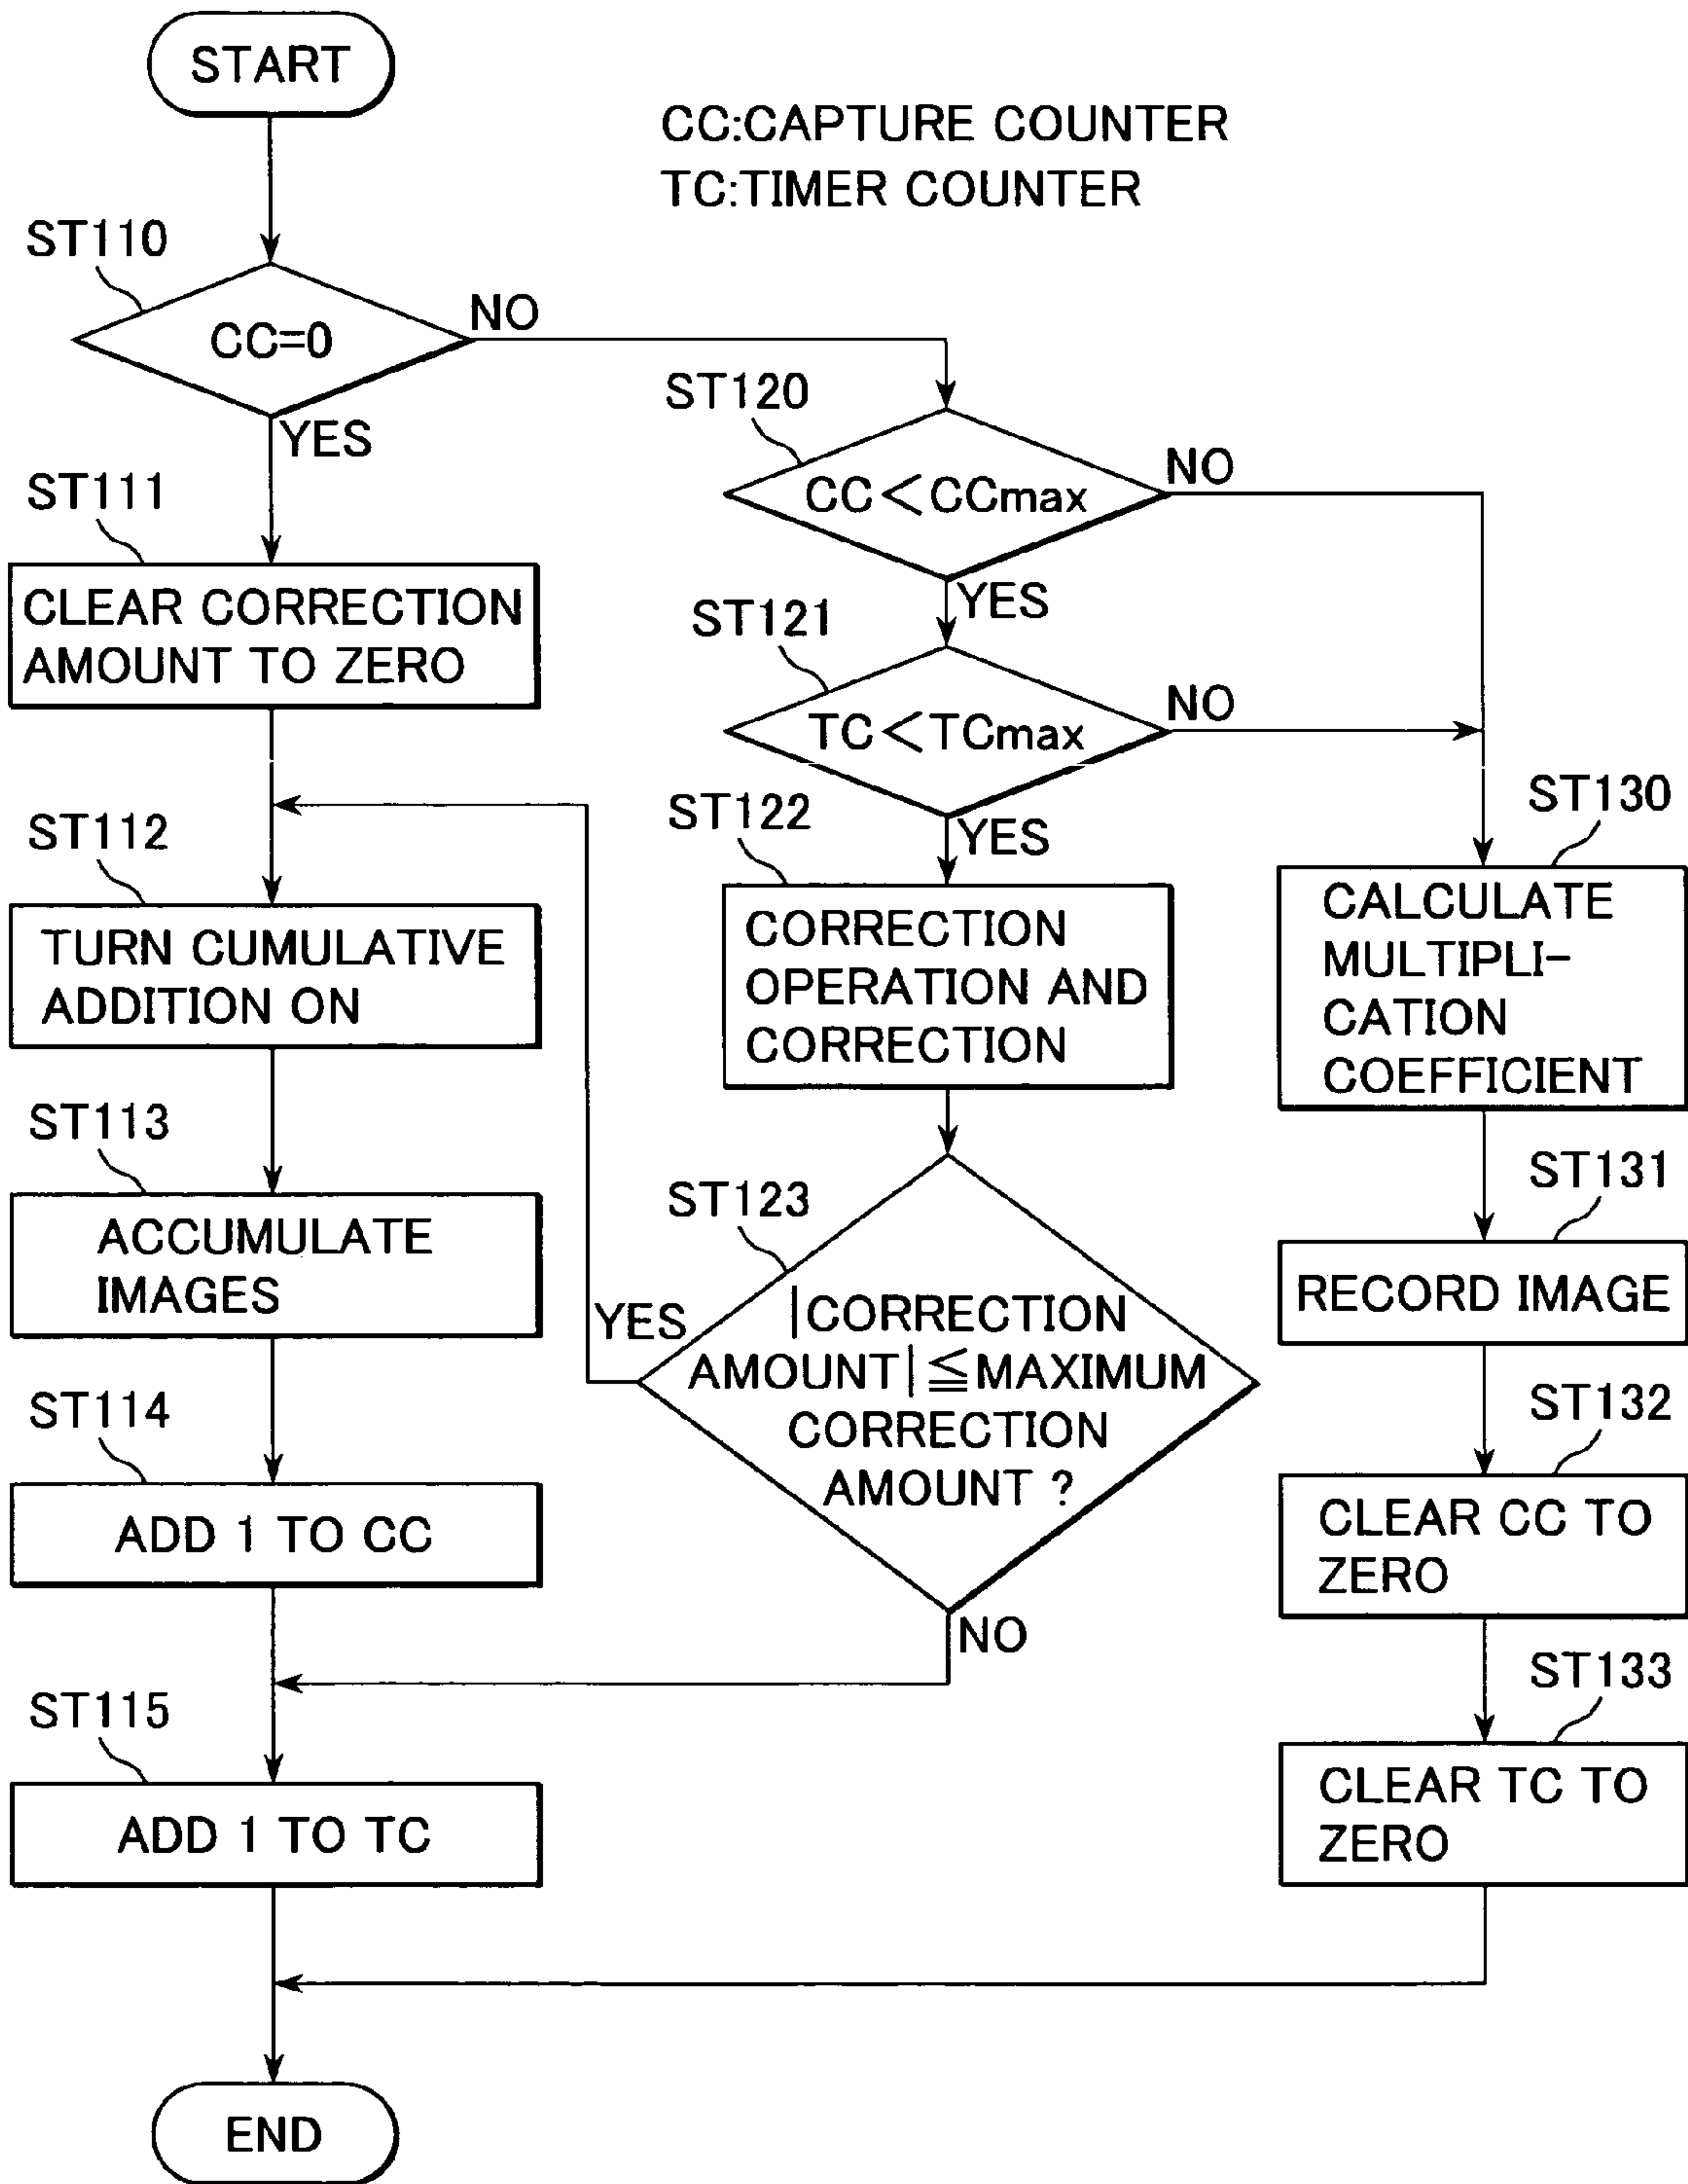 START
CC:CAPTURE COUNTER
TC:TIMER COUNTER
ST110
CC=0
NO
YES
ST111
CLEAR CORRECTION
AMOUNT TO ZERO
ST112
TURN CUMULATIVE
ADDITION ON
ST113
ACCUMULATE
IMAGES
ST114
ADD 1 TO CC
ST115
ADD 1 TO TC
END
ST120
CC<CCmax
NO
YES
ST121
TC<TCmax
NO
YES
ST122
CORRECTION
OPERATION AND
CORRECTION
ST123
|CORRECTION
AMOUNT|≦MAXIMUM
CORRECTION
AMOUNT ?
YES
NO
ST130
CALCULATE
MULTIPLI-
CATION
COEFFICIENT
ST131
RECORD IMAGE
ST132
CLEAR CC TO
ZERO
ST133
CLEAR TC TO
ZERO